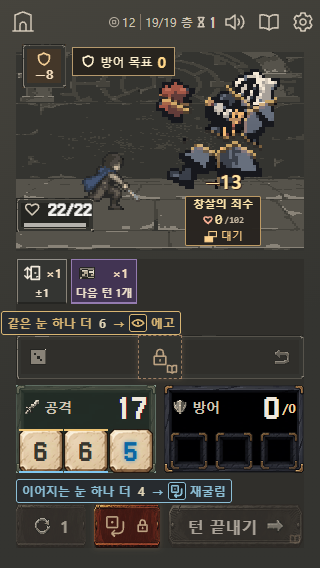 12 | 19/19 층 1
-8
방어 목표 0
-13
창살의 죄수
0/102
대기
22/22
×1
±1
×1
다음 턴 1개
같은 눈 하나 더 6 → 예고
공격 17
방어 0/0
6 6 5
이어지는 눈 하나 더 4 → 재굴림
1
턴 끝내기